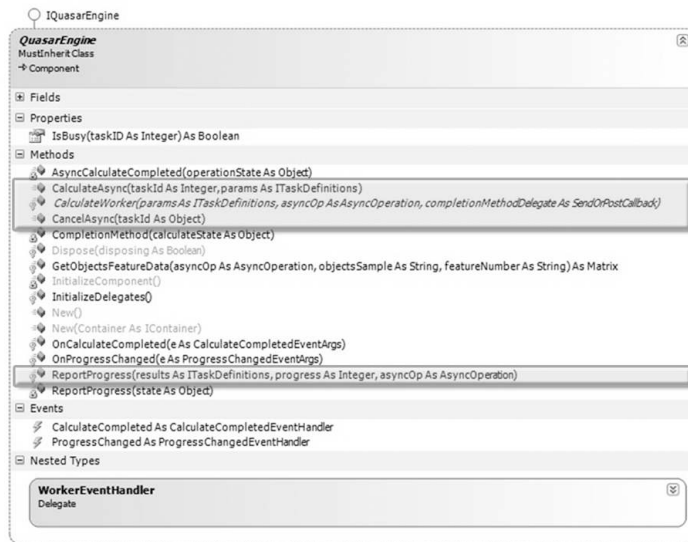 IQuasarEngine
QuasarEngine
MustInheritClass
Component
Fields
Properties
IsBusy(taskID As Integer) As Boolean
Methods
AsyncCalculateCompleted(operationState As Object)
CalculateAsync(taskId As Integer,params As ITaskDefinitions)
CalculateWorker(params As ITaskDefinitions, asyncOp As AsyncOperation, completionMethodDelegate As SendOrPostCallback)
CancelAsync(taskId As Object)
CompletionMethod(calculateState As Object)
Dispose(disposing As Boolean)
GetObjectsFeatureData(asyncOp As AsyncOperation, objectsSample As String, featureNumber As String) As Matrix
InitializeComponent()
InitializeDelegates()
New()
New(Container As IContainer)
OnCalculateCompleted(e As CalculateCompletedEventArgs)
OnProgressChanged(e As ProgressChangedEventArgs)
ReportProgress(results As ITaskDefinitions, progress As Integer, asyncOp As AsyncOperation)
ReportProgress(state As Object)
Events
CalculateCompleted As CalculateCompletedEventHandler
ProgressChanged As ProgressChangedEventHandler
Nested Types
WorkerEventHandler
Delegate